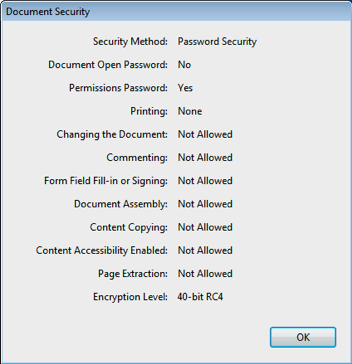 Document Security
Security Method: Password Security
Document Open Password: No
Permissions Password: Yes
Printing: None
Changing the Document: Not Allowed
Commenting: Not Allowed
Form Field Fill-in or Signing: Not Allowed
Document Assembly: Not Allowed
Content Copying: Not Allowed
Content Accessibility Enabled: Not Allowed
Page Extraction: Not Allowed
Encryption Level: 40-bit RC4
OK